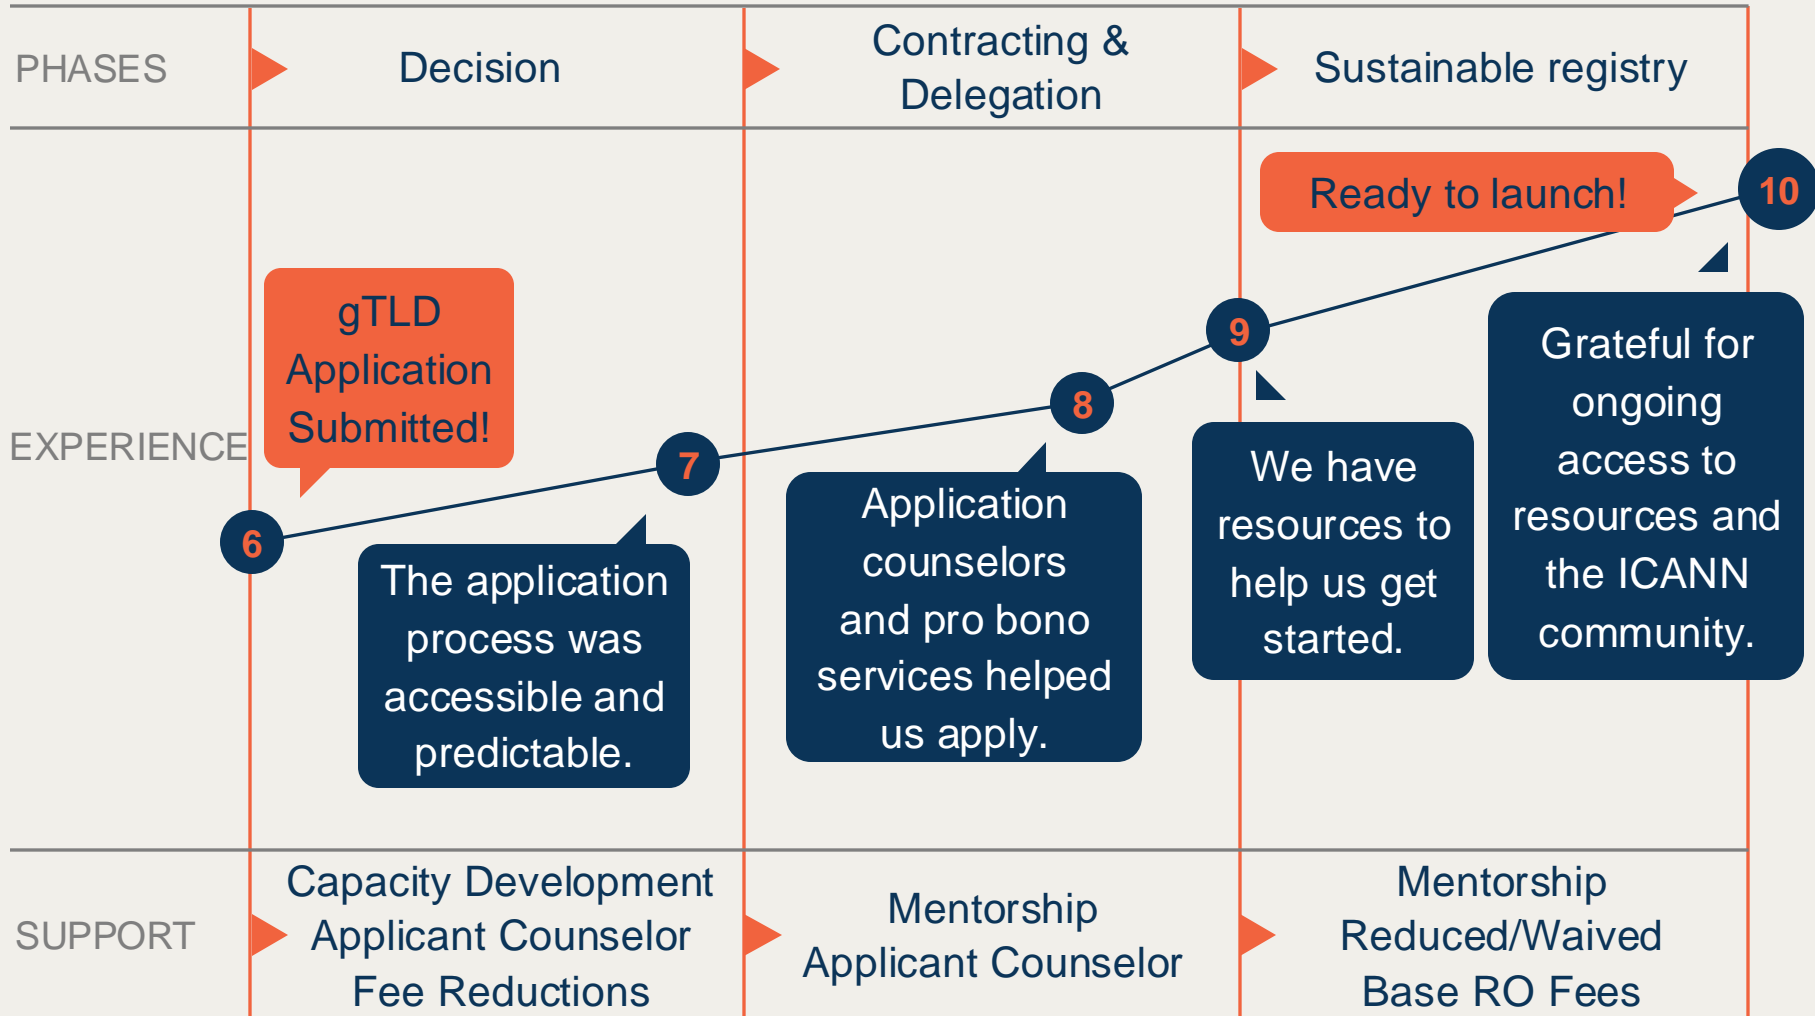 PHASES
Decision
Contracting &
Delegation
Sustainable registry
EXPERIENCE
gTLD
Application
Submitted!
6
The application
process was
accessible and
predictable.
7
Application
counselors
and pro bono
services helped
us apply.
8
We have
resources to
help us get
started.
9
Ready to launch!
10
Grateful for
ongoing
access to
resources and
the ICANN
community.
SUPPORT
Capacity Development
Applicant Counselor
Fee Reductions
Mentorship
Applicant Counselor
Mentorship
Reduced/Waived
Base RO Fees